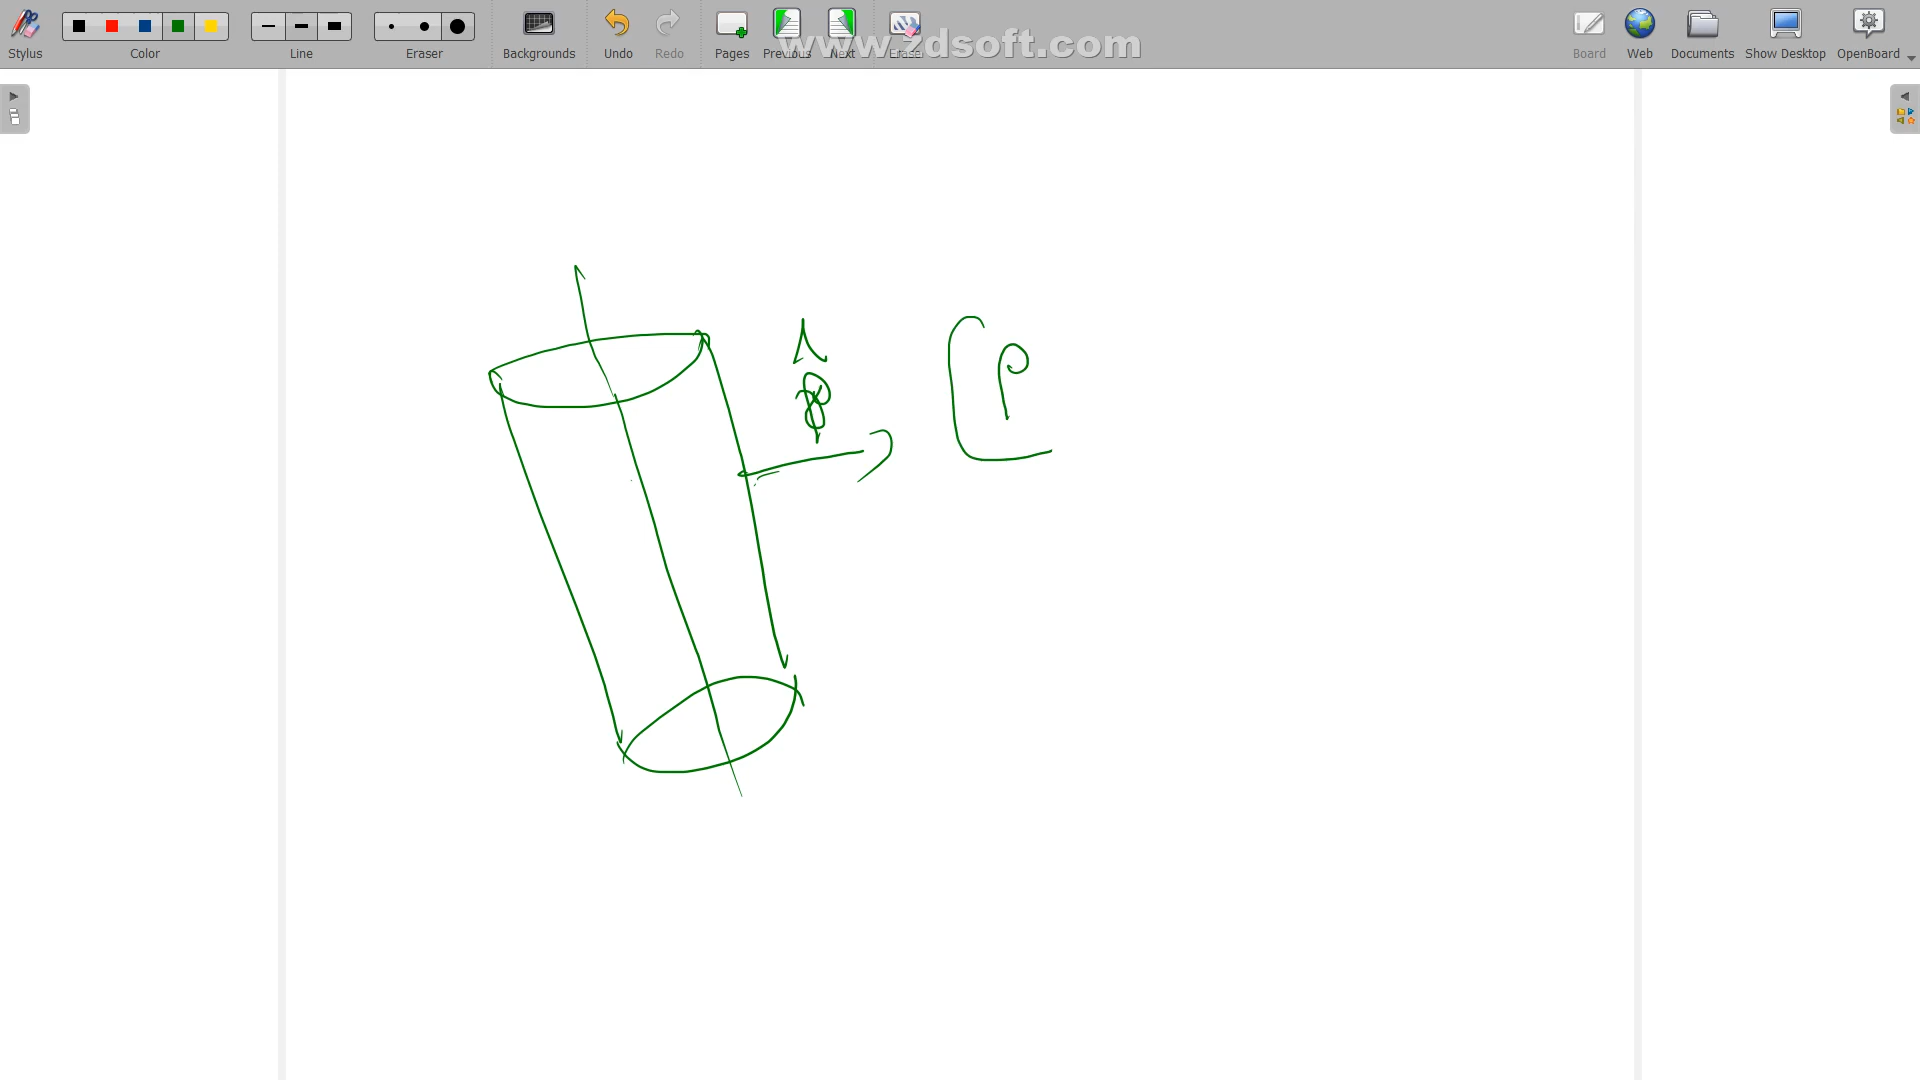 Stylus Color Line Eraser Backgrounds Undo Redo Pages Previous Next Eraser Board Web Documents Show Desktop OpenBoard
www.zdsoft.com
P